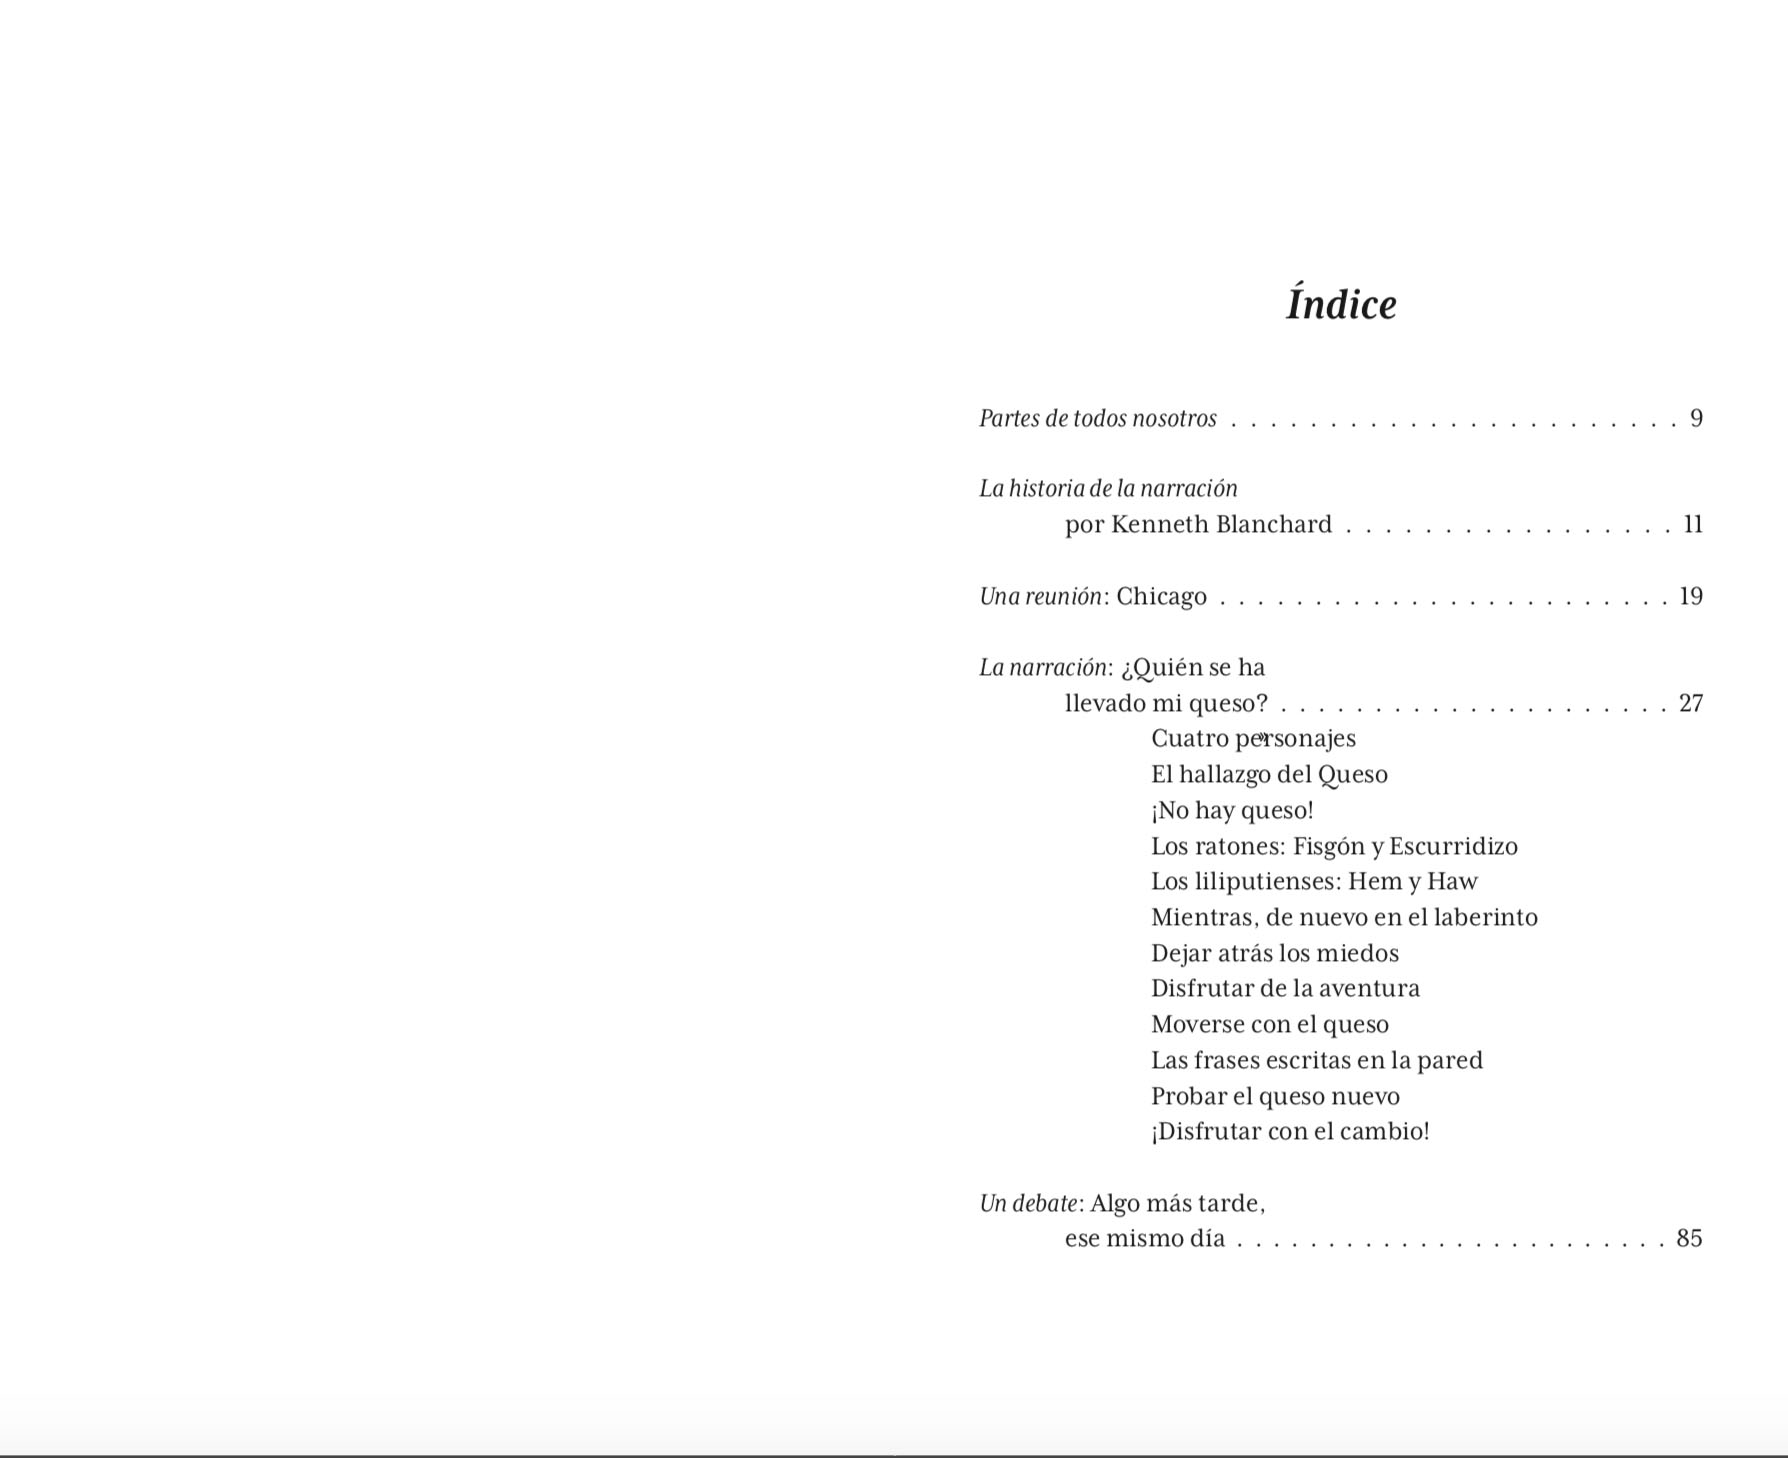 Índice
Partes de todos nosotros . . . . . . . . . . . . . . . . . . . . . . . 9
La historia de la narración
por Kenneth Blanchard . . . . . . . . . . . . . . . . . 11
Una reunión: Chicago . . . . . . . . . . . . . . . . . . . . . . . . 19
La narración: ¿Quién se ha
llevado mi queso? . . . . . . . . . . . . . . . . . . . . . 27
Cuatro personajes
El hallazgo del Queso
¡No hay queso!
Los ratones: Fisgón y Escurridizo
Los liliputienses: Hem y Haw
Mientras, de nuevo en el laberinto
Dejar atrás los miedos
Disfrutar de la aventura
Moverse con el queso
Las frases escritas en la pared
Probar el queso nuevo
¡Disfrutar con el cambio!
Un debate: Algo más tarde,
ese mismo día . . . . . . . . . . . . . . . . . . . . . . . . 85